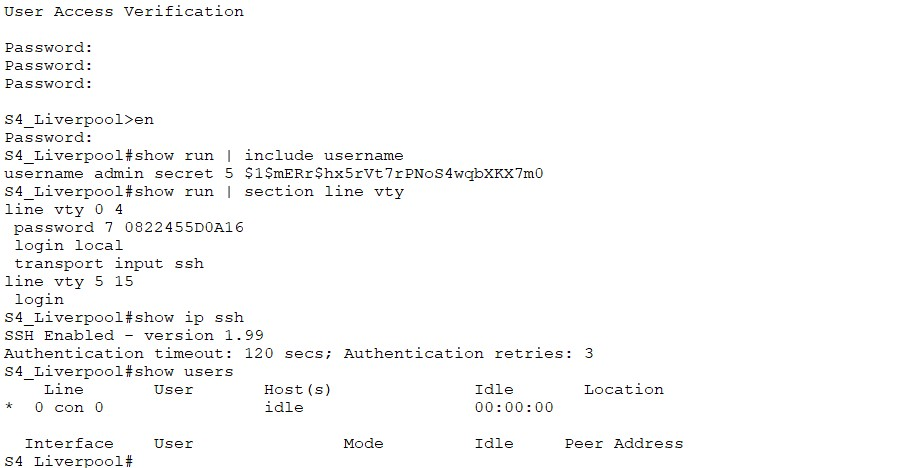 User Access Verification
Password:
Password:
Password:
S4_Liverpool>en
Password:
S4_Liverpool#show run | include username
username admin secret 5 $1$mERr$hx5rVt7rPNoS4wqbXKX7m0
S4_Liverpool#show run | section line vty
line vty 0 4
password 7 0822455D0A16
login local
transport input ssh
line vty 5 15
login
S4_Liverpool#show ip ssh
SSH Enabled - version 1.99
Authentication timeout: 120 secs; Authentication retries: 3
S4_Liverpool#show users
Line User Host(s) Idle Location
* 0 con 0 idle 00:00:00
Interface User Mode Idle Peer Address
S4_Liverpool#